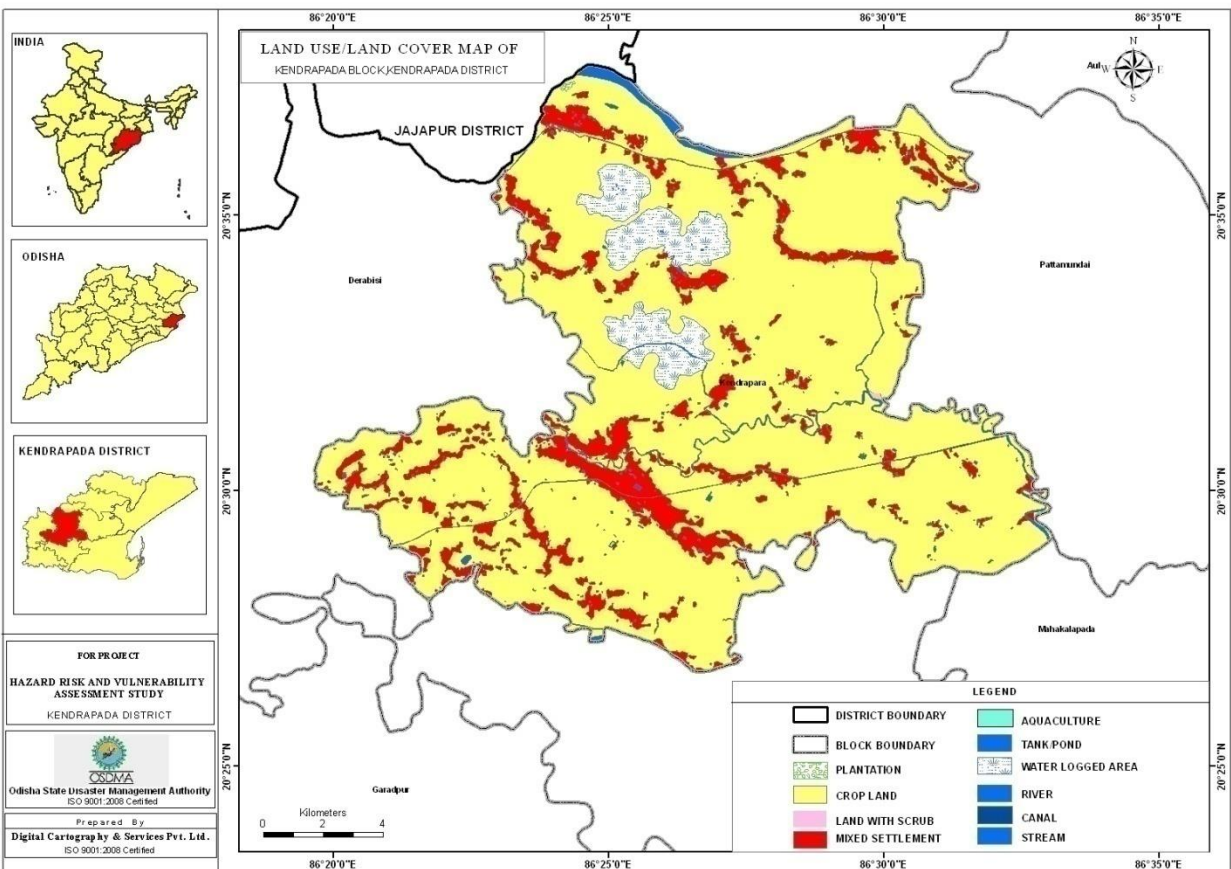 86°20'0"E 86°25'0"E 86°30'0"E 86°35'0"E
INDIA
ODISHA
KENDRAPADA DISTRICT
FOR PROJECT
HAZARD RISK AND VULNERABILITY
ASSESSMENT STUDY
KENDRAPADA DISTRICT
OSDMA
Odisha State Disaster Management Authority
ISO 9001:2008 Certified
Prepared By
Digital Cartography & Services Pvt. Ltd.
ISO 9001:2008 Certified
LAND USE/LAND COVER MAP OF
KENDRAPADA BLOCK,KENDRAPADA DISTRICT
N
W E
S
Aul
JAJAPUR DISTRICT
20°35'0"N 20°35'0"N
Derabisi
Pattamundai
Kendrapara
20°30'0"N 20°30'0"N
Mahakalapada
Garadpur
20°25'0"N 20°25'0"N
Kilometers
0 2 4
LEGEND
DISTRICT BOUNDARY
BLOCK BOUNDARY
PLANTATION
CROP LAND
LAND WITH SCRUB
MIXED SETTLEMENT
AQUACULTURE
TANK/POND
WATER LOGGED AREA
RIVER
CANAL
STREAM
86°20'0"E 86°25'0"E 86°30'0"E 86°35'0"E